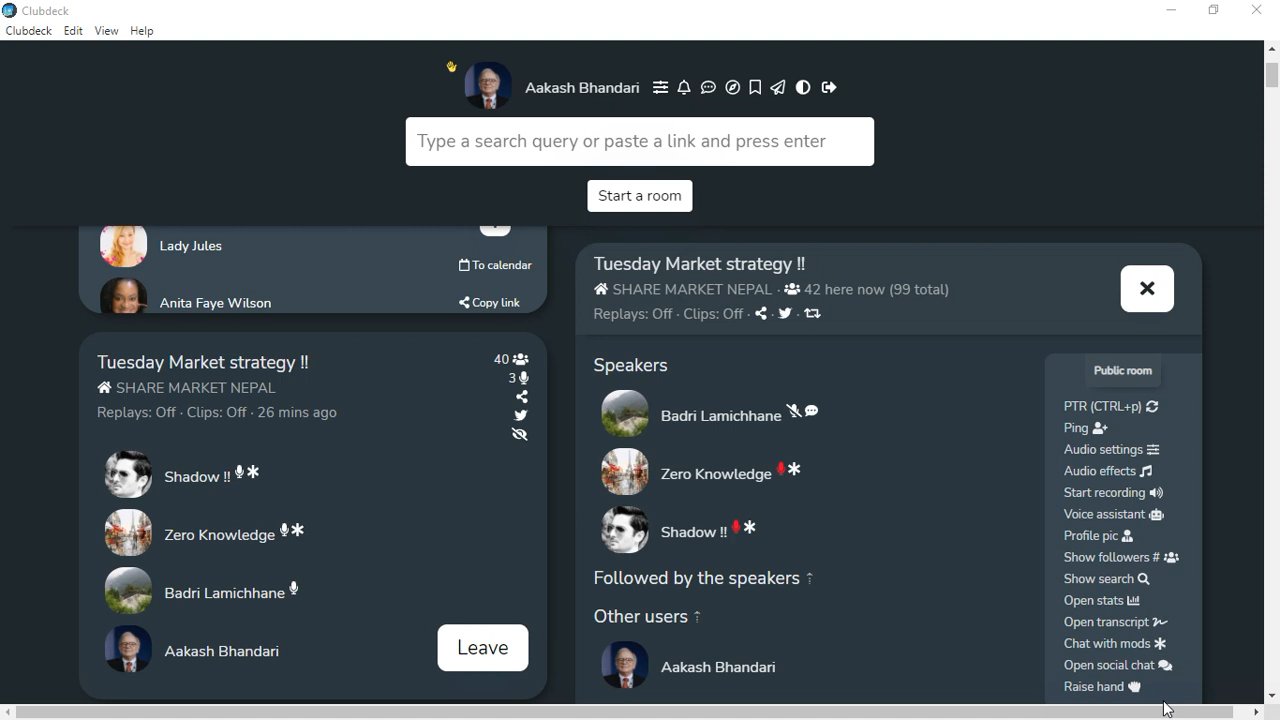 Clubdeck
Clubdeck Edit View Help
Aakash Bhandari
Type a search query or paste a link and press enter
Start a room
Lady Jules
To calendar
Anita Faye Wilson
Copy link
Tuesday Market strategy !!
40
SHARE MARKET NEPAL
3
Replays: Off · Clips: Off · 26 mins ago
Shadow !!
Zero Knowledge
Badri Lamichhane
Aakash Bhandari
Leave
Tuesday Market strategy !!
SHARE MARKET NEPAL · 42 here now (99 total)
Replays: Off · Clips: Off ·
Speakers
Badri Lamichhane
Zero Knowledge
Shadow !!
Followed by the speakers ↑
Other users ↑
Aakash Bhandari
Public room
PTR (CTRL+p)
Ping
Audio settings
Audio effects
Start recording
Voice assistant
Profile pic
Show followers #
Show search
Open stats
Open transcript
Chat with mods
Open social chat
Raise hand